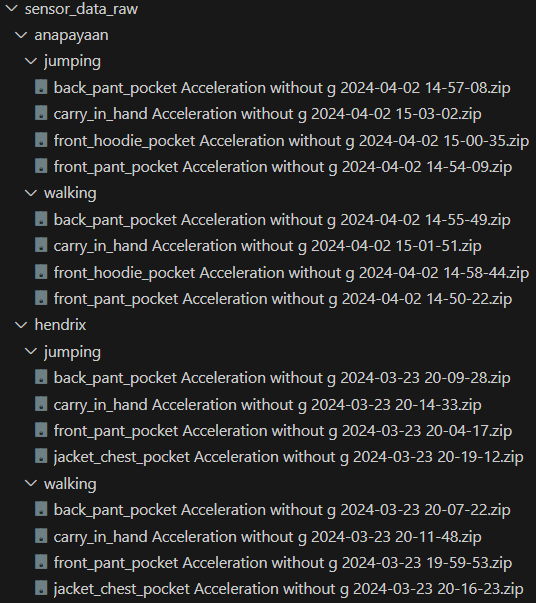 sensor_data_raw
anapayaan
jumping
back_pant_pocket Acceleration without g 2024-04-02 14-57-08.zip
carry_in_hand Acceleration without g 2024-04-02 15-03-02.zip
front_hoodie_pocket Acceleration without g 2024-04-02 15-00-35.zip
front_pant_pocket Acceleration without g 2024-04-02 14-54-09.zip
walking
back_pant_pocket Acceleration without g 2024-04-02 14-55-49.zip
carry_in_hand Acceleration without g 2024-04-02 15-01-51.zip
front_hoodie_pocket Acceleration without g 2024-04-02 14-58-44.zip
front_pant_pocket Acceleration without g 2024-04-02 14-50-22.zip
hendrix
jumping
back_pant_pocket Acceleration without g 2024-03-23 20-09-28.zip
carry_in_hand Acceleration without g 2024-03-23 20-14-33.zip
front_pant_pocket Acceleration without g 2024-03-23 20-04-17.zip
jacket_chest_pocket Acceleration without g 2024-03-23 20-19-12.zip
walking
back_pant_pocket Acceleration without g 2024-03-23 20-07-22.zip
carry_in_hand Acceleration without g 2024-03-23 20-11-48.zip
front_pant_pocket Acceleration without g 2024-03-23 19-59-53.zip
jacket_chest_pocket Acceleration without g 2024-03-23 20-16-23.zip